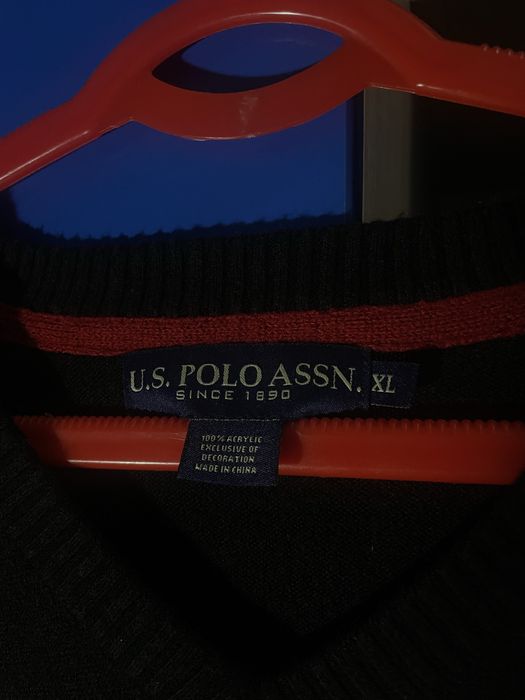 U.S. POLO ASSN. XL
SINCE 1890
100% ACRYLIC
EXCLUSIVE OF
DECORATION
MADE IN CHINA